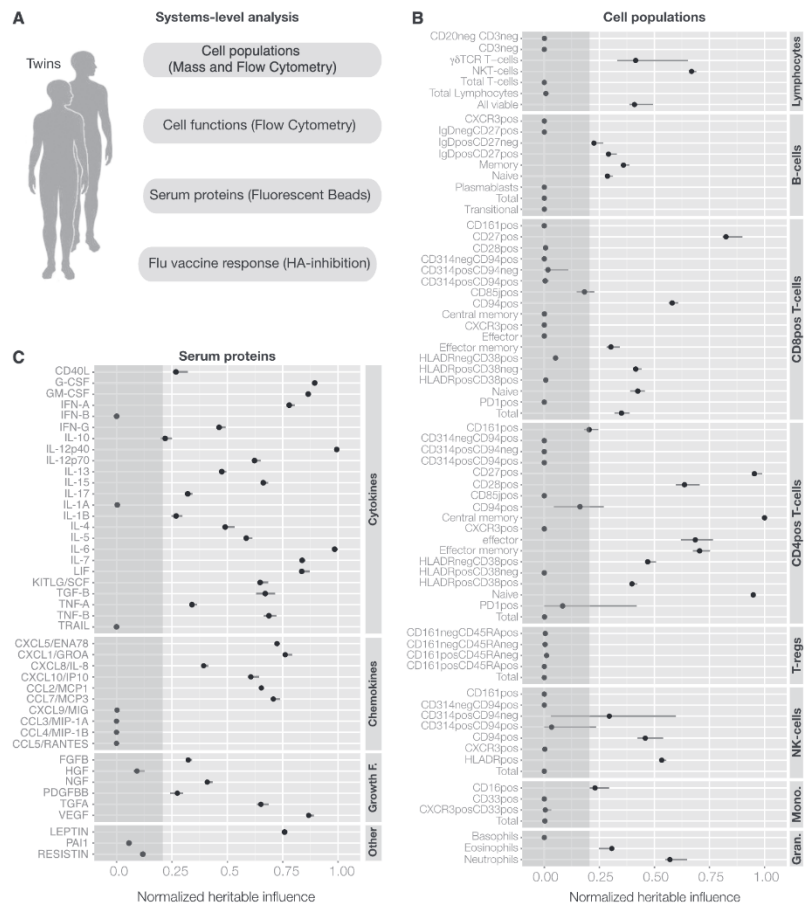 A
Systems-level analysis
Twins
Cell populations
(Mass and Flow Cytometry)
Cell functions (Flow Cytometry)
Serum proteins (Fluorescent Beads)
Flu vaccine response (HA-inhibition)
B
Cell populations
CD20neg CD3neg
CD3neg
γδTCR T-cells
NKT-cells
Total T-cells
Total Lymphocytes
All viable
Lymphocytes
CXCR3pos
IgDnegCD27pos
IgDposCD27neg
IgDposCD27pos
Memory
Naive
Plasmablasts
Total
Transitional
B-cells
CD161pos
CD27pos
CD28pos
CD314negCD94pos
CD314posCD94neg
CD314posCD94pos
CD85jpos
CD94pos
Central memory
CXCR3pos
Effector
Effector memory
HLADRnegCD38pos
HLADRposCD38neg
HLADRposCD38pos
Naive
PD1pos
Total
CD8pos T-cells
CD161pos
CD314negCD94pos
CD314posCD94neg
CD314posCD94pos
CD27pos
CD28pos
CD85jpos
CD94pos
Central memory
CXCR3pos
effector
Effector memory
HLADRnegCD38pos
HLADRposCD38neg
HLADRposCD38pos
Naive
PD1pos
Total
CD4pos T-cells
CD161negCD45RApos
CD161negCD45RAneg
CD161posCD45RAneg
CD161posCD45RApos
Total
T-regs
CD161pos
CD314negCD94pos
CD314posCD94neg
CD314posCD94pos
CD94pos
CXCR3pos
HLADRpos
Total
NK-cells
CD16pos
CD33pos
CXCR3posCD33pos
Total
Mono.
Basophils
Eosinophils
Neutrophils
Gran.
0.00 0.25 0.50 0.75 1.00
Normalized heritable influence
C
Serum proteins
CD40L
G-CSF
GM-CSF
IFN-A
IFN-B
IFN-G
IL-10
IL-12p40
IL-12p70
IL-13
IL-15
IL-17
IL-1A
IL-1B
IL-4
IL-5
IL-6
IL-7
LIF
KITLG/SCF
TGF-B
TNF-A
TNF-B
TRAIL
Cytokines
CXCL5/ENA78
CXCL1/GROA
CXCL8/IL-8
CXCL10/IP10
CCL2/MCP1
CCL7/MCP3
CXCL9/MIG
CCL3/MIP-1A
CCL4/MIP-1B
CCL5/RANTES
Chemokines
FGFB
HGF
NGF
PDGFBB
TGFA
VEGF
Growth F.
LEPTIN
PAI1
RESISTIN
Other
0.0 0.25 0.5 0.75 1.00
Normalized heritable influence